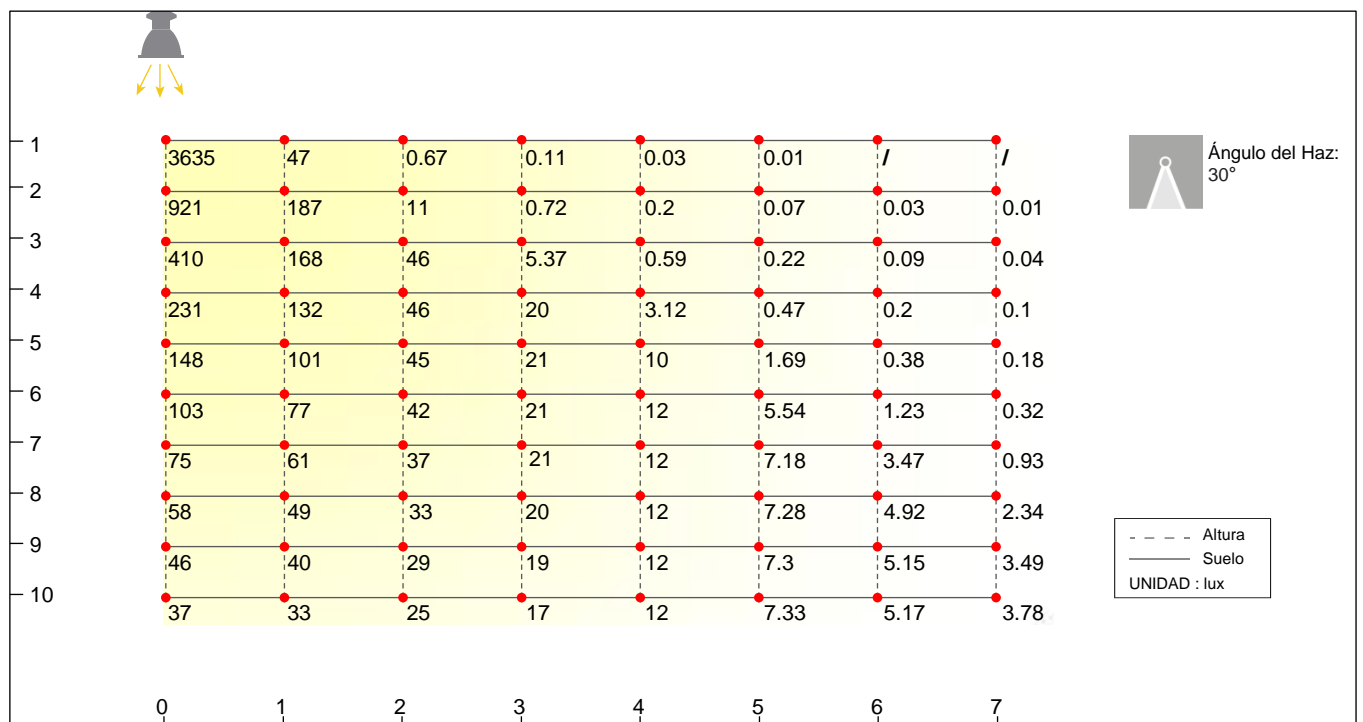 1
3635 47 0.67 0.11 0.03 0.01 / /
2
921 187 11 0.72 0.2 0.07 0.03 0.01
3
410 168 46 5.37 0.59 0.22 0.09 0.04
4
231 132 46 20 3.12 0.47 0.2 0.1
5
148 101 45 21 10 1.69 0.38 0.18
6
103 77 42 21 12 5.54 1.23 0.32
7
75 61 37 21 12 7.18 3.47 0.93
8
58 49 33 20 12 7.28 4.92 2.34
9
46 40 29 19 12 7.3 5.15 3.49
10
37 33 25 17 12 7.33 5.17 3.78
0 1 2 3 4 5 6 7
Ángulo del Haz:
30°
Altura
Suelo
UNIDAD : lux